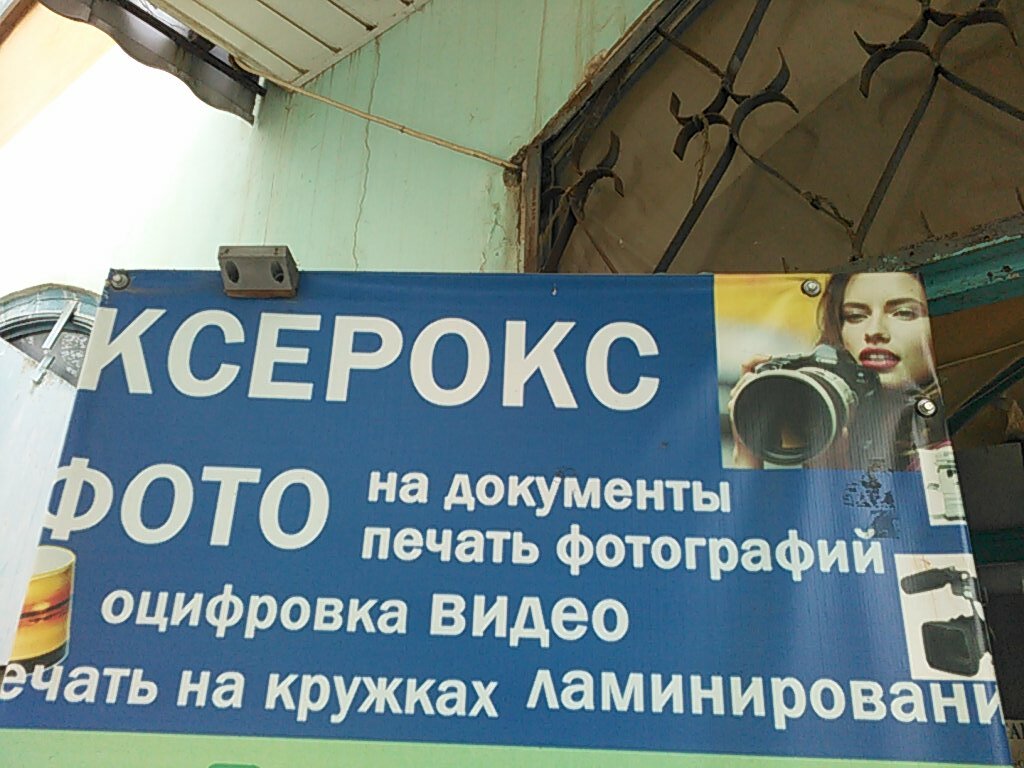 КСЕРОКС
ФОТО на документы
печать фотографий
оцифровка ВИДЕО
ечать на кружках ламинировани